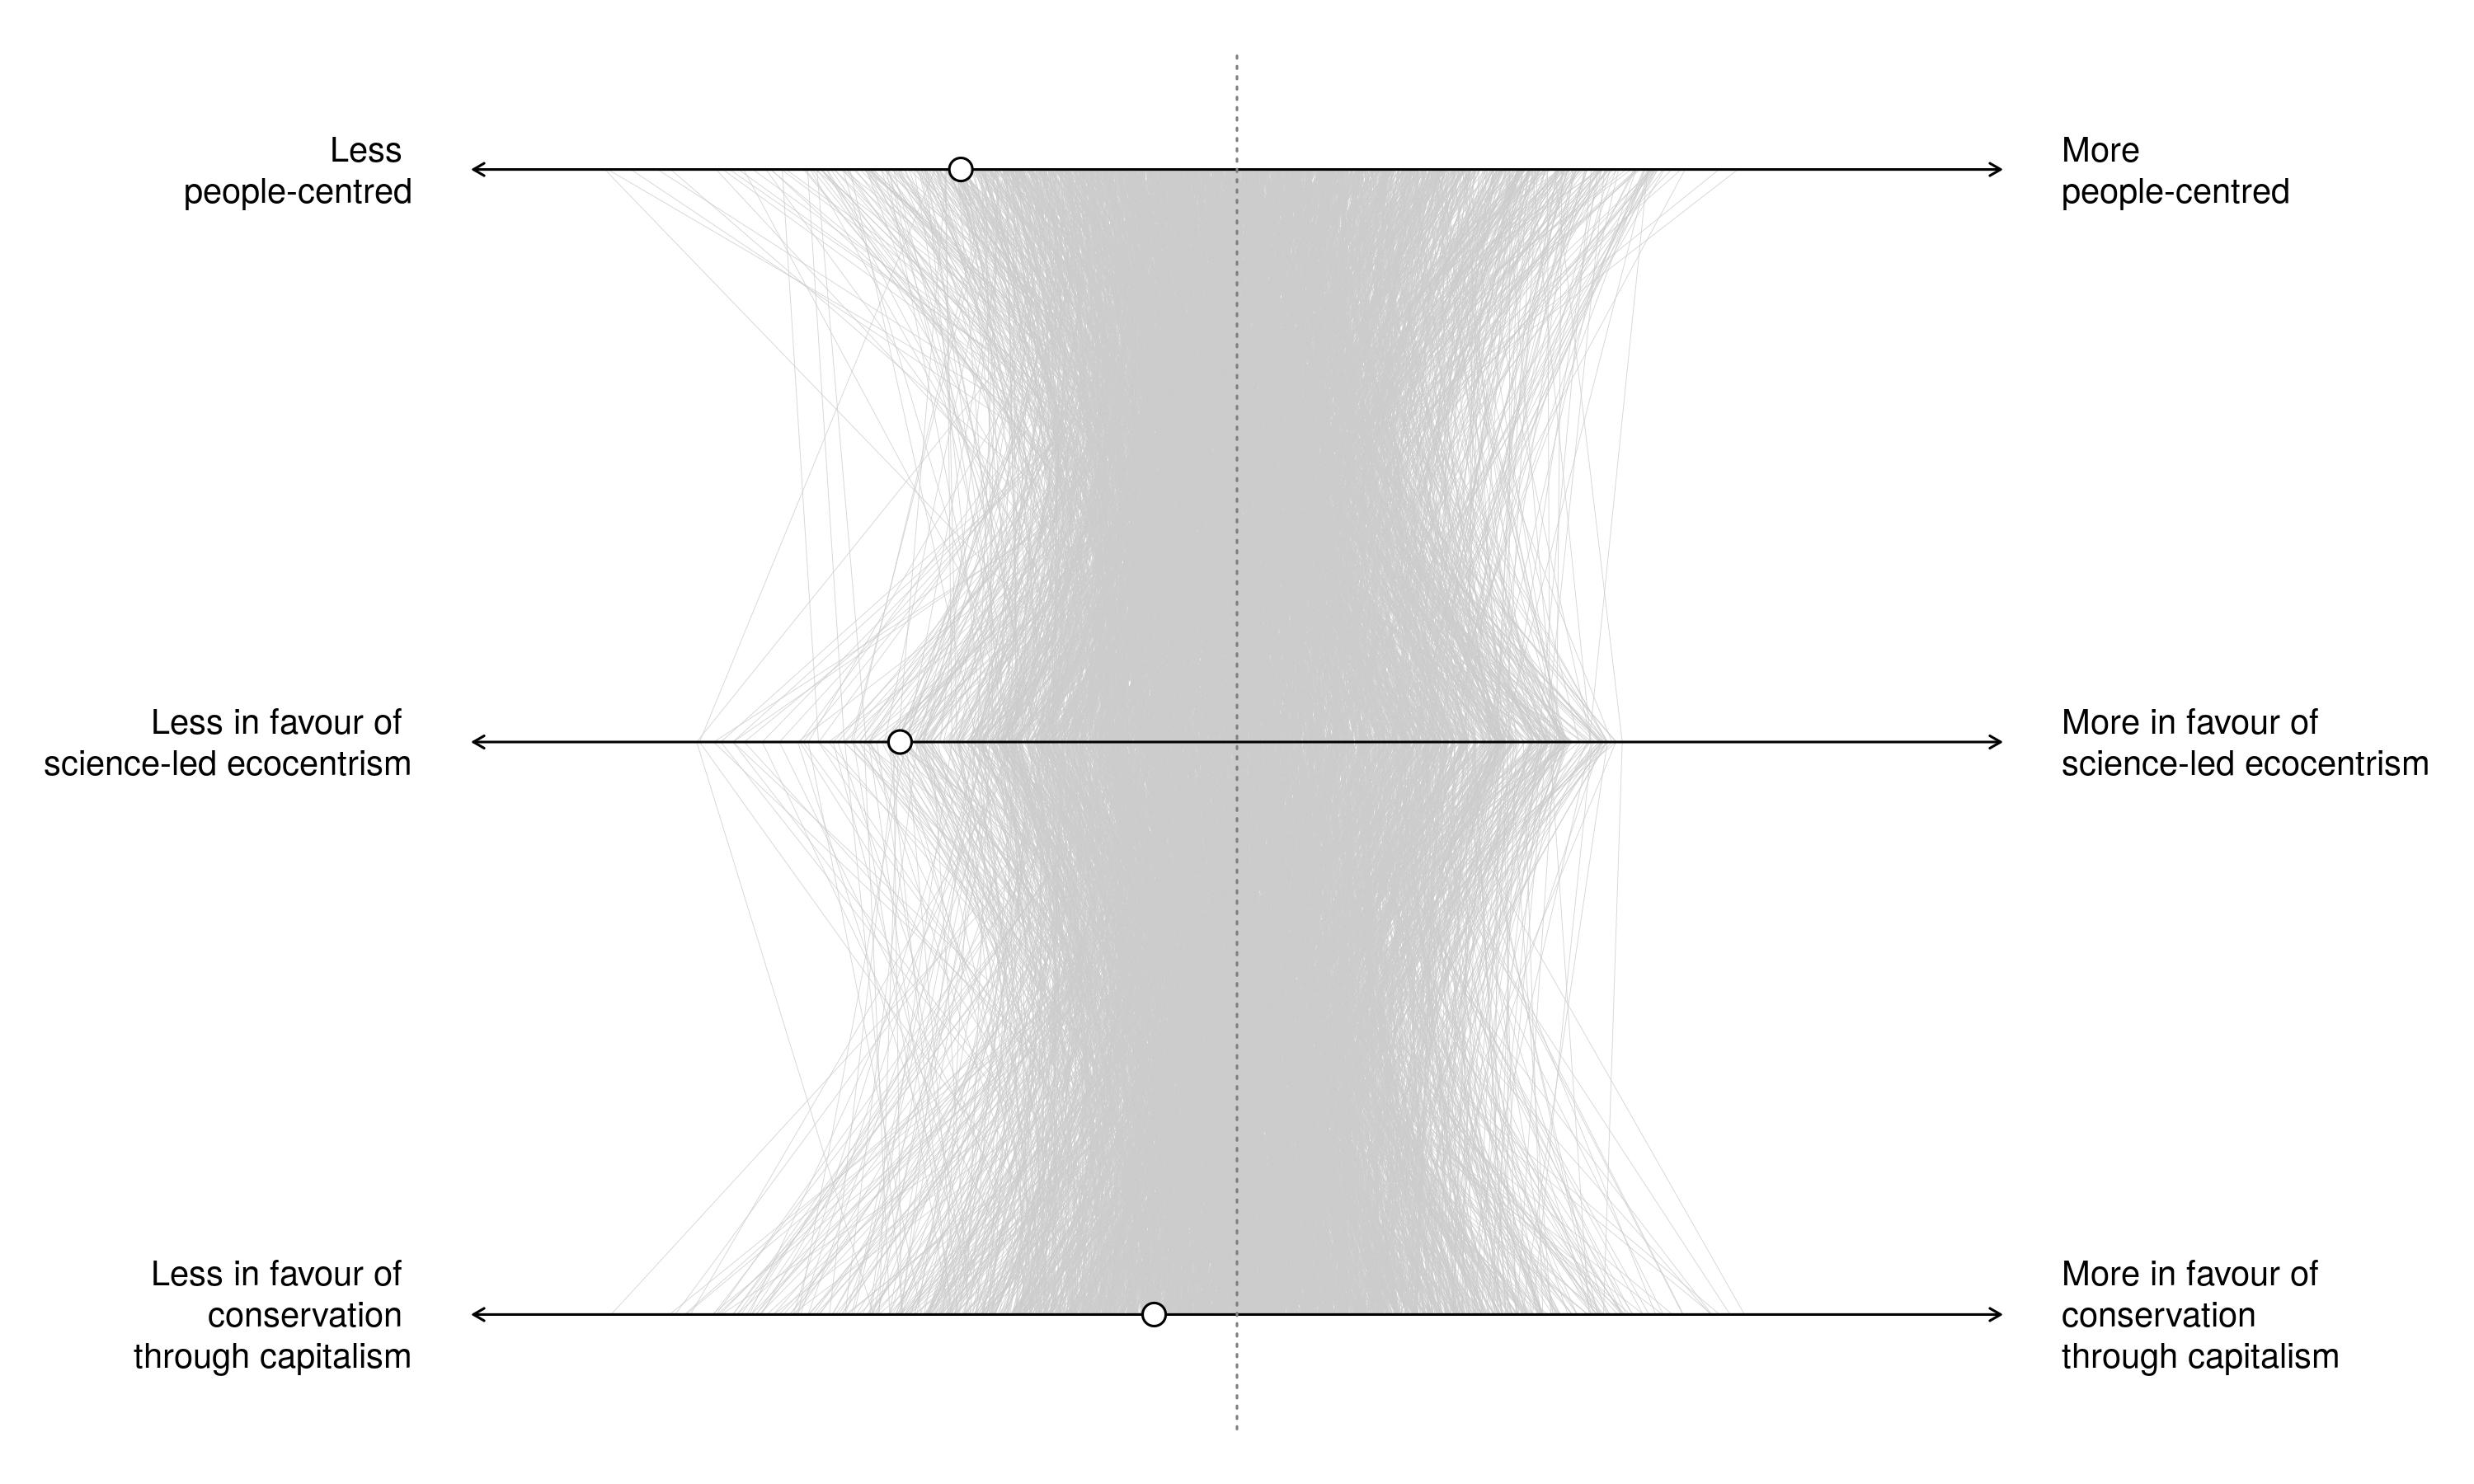 Less
people-centred
More
people-centred
Less in favour of
science-led ecocentrism
More in favour of
science-led ecocentrism
Less in favour of
conservation
through capitalism
More in favour of
conservation
through capitalism